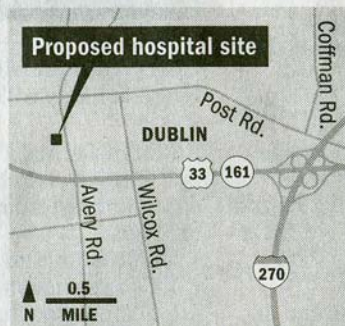 Proposed hospital site
Coffman Rd.
Post Rd.
DUBLIN
33 161
Avery Rd.
Wilcox Rd.
270
0.5
N MILE